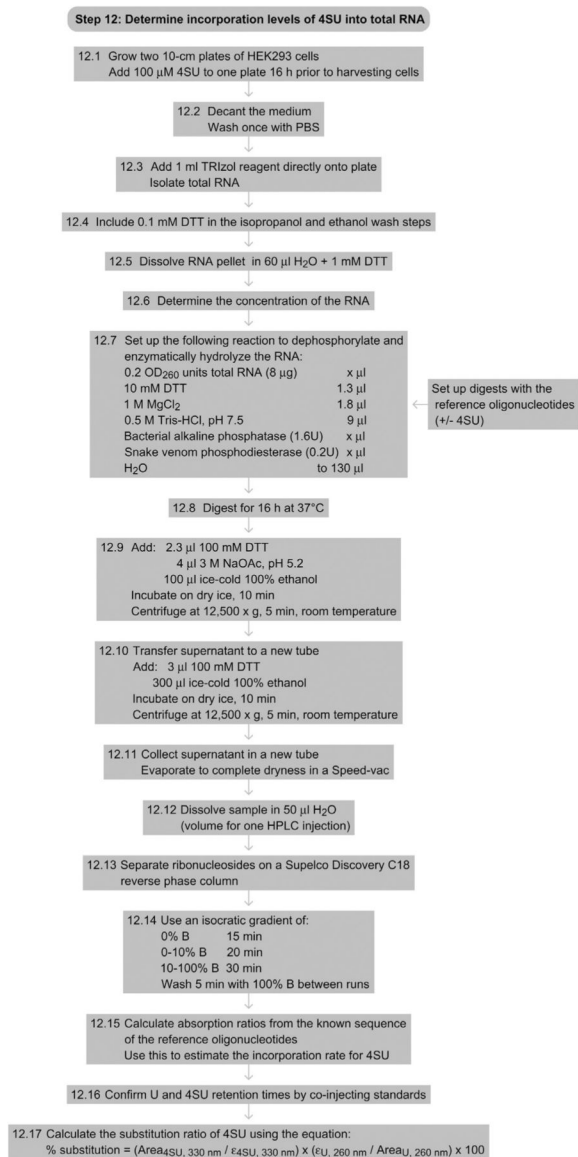 Step 12: Determine incorporation levels of 4SU into total RNA
12.1 Grow two 10-cm plates of HEK293 cells
Add 100 μM 4SU to one plate 16 h prior to harvesting cells
12.2 Decant the medium
Wash once with PBS
12.3 Add 1 ml TRIzol reagent directly onto plate
Isolate total RNA
12.4 Include 0.1 mM DTT in the isopropanol and ethanol wash steps
12.5 Dissolve RNA pellet in 60 μl H₂O + 1 mM DTT
12.6 Determine the concentration of the RNA
12.7 Set up the following reaction to dephosphorylate and
enzymatically hydrolyze the RNA:
0.2 OD₂₆₀ units total RNA (8 μg) x μl
10 mM DTT 1.3 μl
1 M MgCl₂ 1.8 μl
0.5 M Tris-HCl, pH 7.5 9 μl
Bacterial alkaline phosphatase (1.6U) x μl
Snake venom phosphodiesterase (0.2U) x μl
H₂O to 130 μl
Set up digests with the
reference oligonucleotides
(+/- 4SU)
12.8 Digest for 16 h at 37°C
12.9 Add: 2.3 μl 100 mM DTT
4 μl 3 M NaOAc, pH 5.2
100 μl ice-cold 100% ethanol
Incubate on dry ice, 10 min
Centrifuge at 12,500 x g, 5 min, room temperature
12.10 Transfer supernatant to a new tube
Add: 3 μl 100 mM DTT
300 μl ice-cold 100% ethanol
Incubate on dry ice, 10 min
Centrifuge at 12,500 x g, 5 min, room temperature
12.11 Collect supernatant in a new tube
Evaporate to complete dryness in a Speed-vac
12.12 Dissolve sample in 50 μl H₂O
(volume for one HPLC injection)
12.13 Separate ribonucleosides on a Supelco Discovery C18
reverse phase column
12.14 Use an isocratic gradient of:
0% B 15 min
0-10% B 20 min
10-100% B 30 min
Wash 5 min with 100% B between runs
12.15 Calculate absorption ratios from the known sequence
of the reference oligonucleotides
Use this to estimate the incorporation rate for 4SU
12.16 Confirm U and 4SU retention times by co-injecting standards
12.17 Calculate the substitution ratio of 4SU using the equation:
% substitution = (Area4SU, 330 nm / ε4SU, 330 nm) x (εU, 260 nm / AreaU, 260 nm) x 100